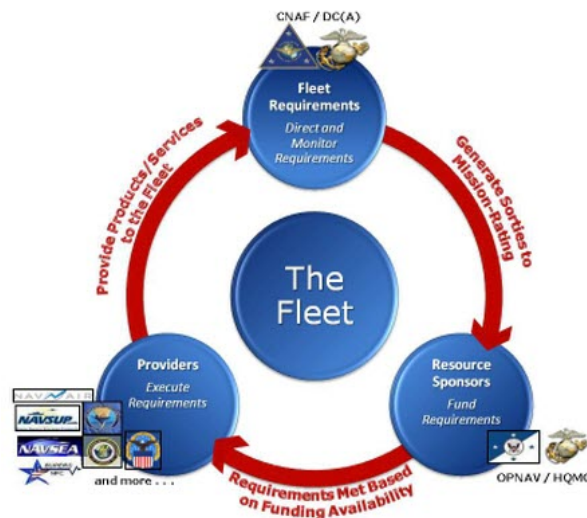 CNAF / DC(A)
Fleet
Requirements
Direct and
Monitor
Requirements
Provide Products/Services
to the Fleet
Generate Sorties to
Mission-Rating
The
Fleet
Providers
Execute
Requirements
Resource
Sponsors
Fund
Requirements
NAVAIR
NAVSUP
NAVSEA
and more . . .
OPNAV / HQMC
Requirements Met Based
on Funding Availability